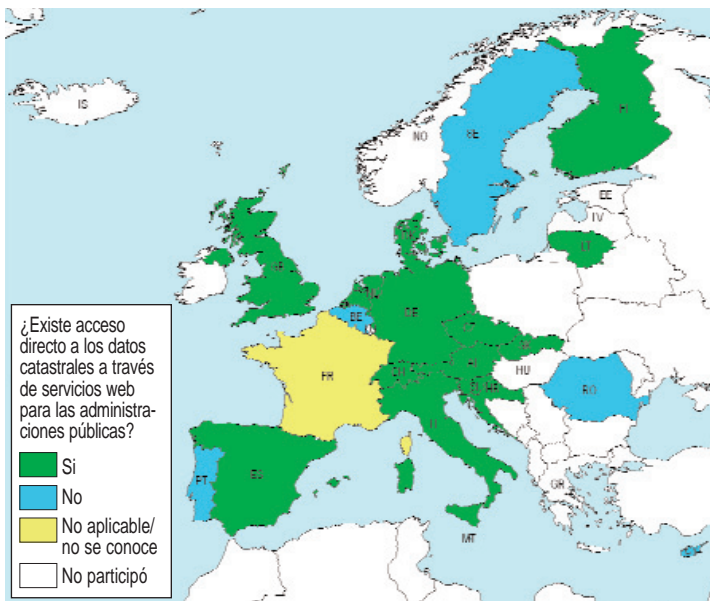 IS
NO
SE
FI
EE
LV
LT
BE
FR
HU
RO
PT
ES
IT
GR
MT
¿Existe acceso
directo a los datos
catastrales a través
de servicios web
para las administra-
ciones públicas?
Si
No
No aplicable/
no se conoce
No participó